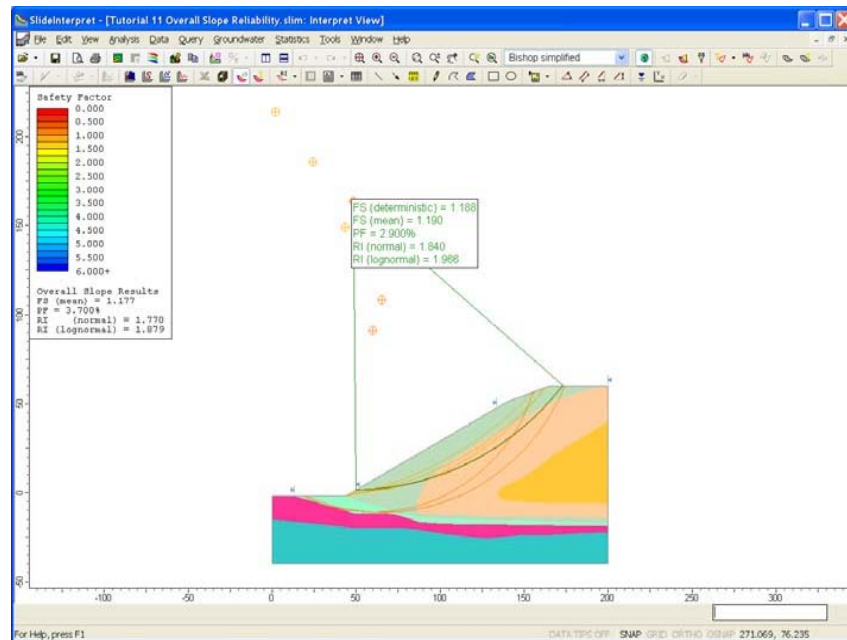 SlideInterpret - [Tutorial 11 Overall Slope Reliability.slim: Interpret View]
File Edit View Analysis Data Query Groundwater Statistics Tools Window Help
Bishop simplified
Safety Factor
0.000
0.500
1.000
1.500
2.000
2.500
3.000
3.500
4.000
4.500
5.000
5.500
6.000+
Overall Slope Results
FS (mean) = 1.177
PF = 3.700%
RI (normal) = 1.770
RI (lognormal) = 1.879
FS (deterministic) = 1.188
FS (mean) = 1.190
PF = 2.900%
RI (normal) = 1.840
RI (lognormal) = 1.966
200
150
100
50
0
-50
-100 -50 0 50 100 150 200 250 300
For Help, press F1
DATA TIPS OFF SNAP GRID ORTHO OSNAP 271.069, 76.235